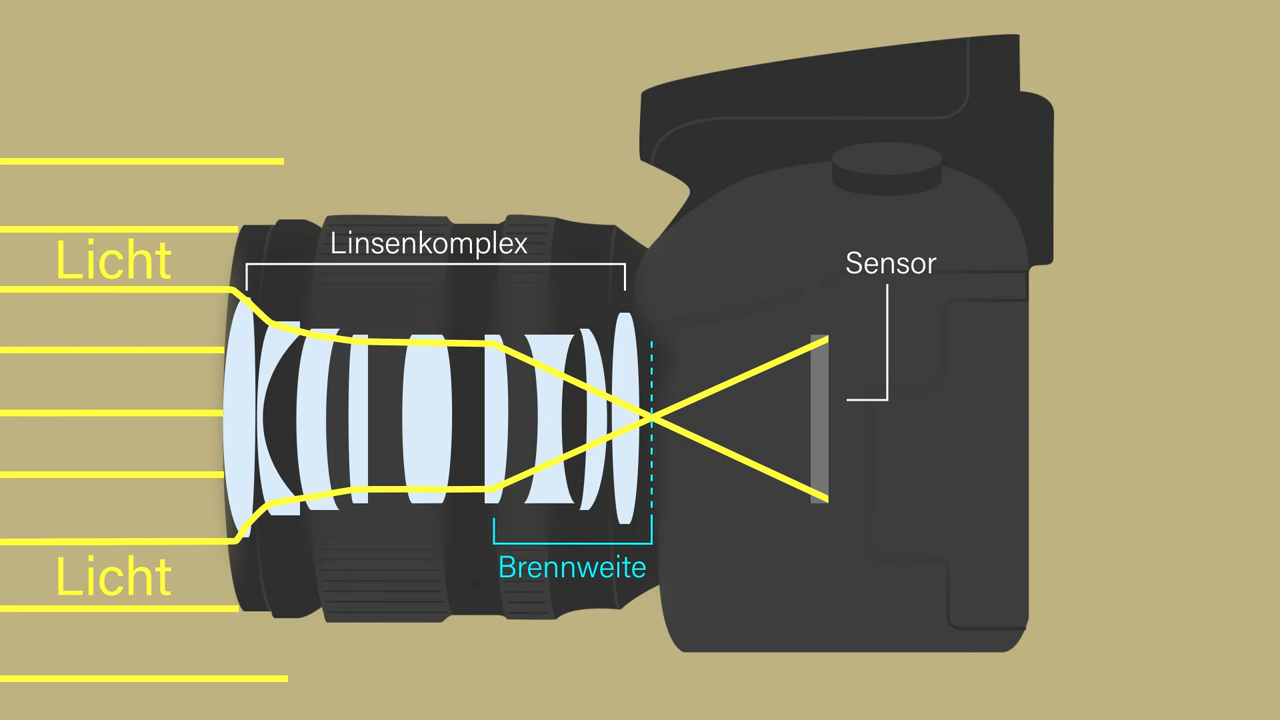 Linsenkomplex
Licht
Sensor
Brennweite
Licht